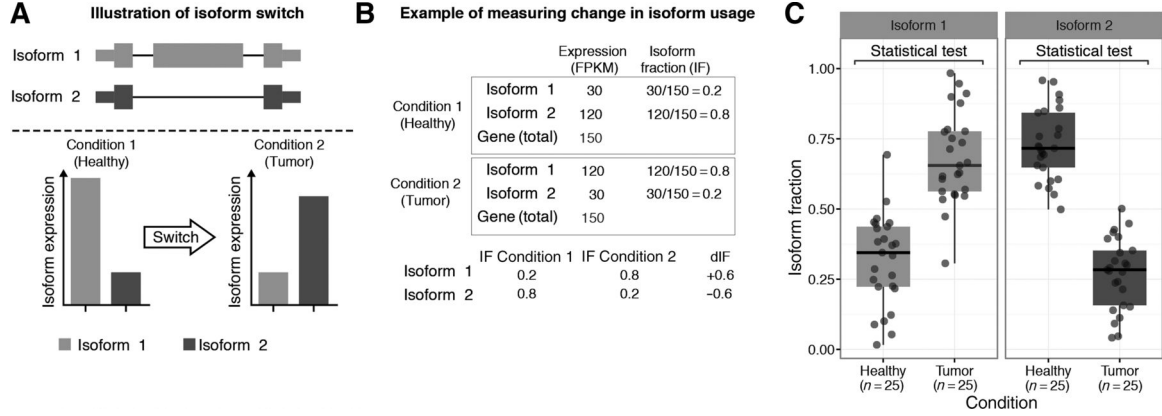 A
Illustration of isoform switch
Isoform 1
Isoform 2
Condition 1
(Healthy)
Condition 2
(Tumor)
Isoform expression
Switch
Isoform expression
Isoform 1
Isoform 2
B
Example of measuring change in isoform usage
Expression
(FPKM)
Isoform
fraction (IF)
Condition 1
(Healthy)
Isoform 1 30 30/150 = 0.2
Isoform 2 120 120/150 = 0.8
Gene (total) 150
Condition 2
(Tumor)
Isoform 1 120 120/150 = 0.8
Isoform 2 30 30/150 = 0.2
Gene (total) 150
IF Condition 1 IF Condition 2 dIF
Isoform 1 0.2 0.8 +0.6
Isoform 2 0.8 0.2 −0.6
C
Isoform 1
Isoform 2
Statistical test
Statistical test
Isoform fraction
1.00
0.75
0.50
0.25
0.00
Healthy
(n = 25)
Tumor
(n = 25)
Healthy
(n = 25)
Tumor
(n = 25)
Condition